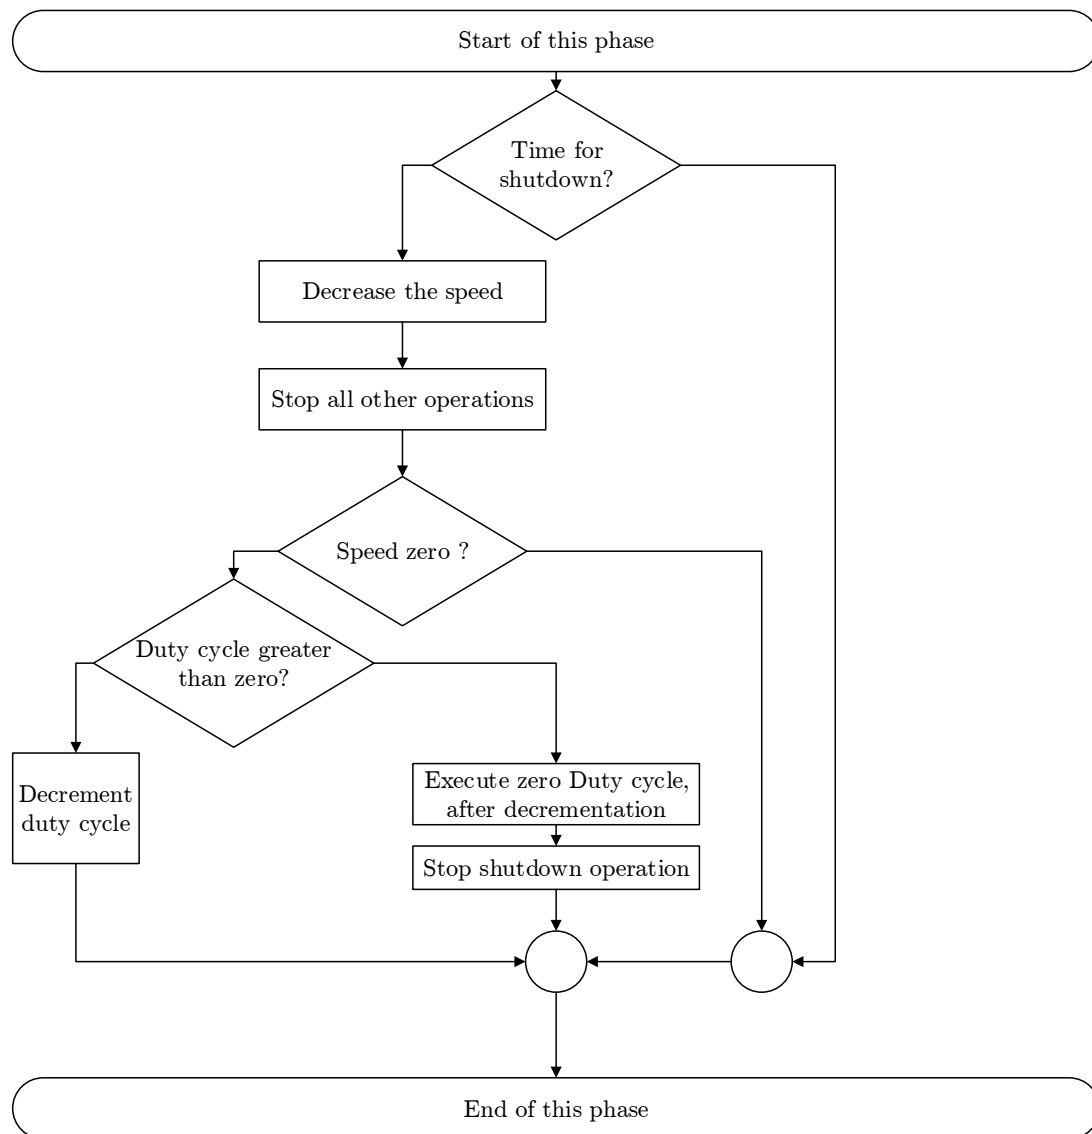 Start of this phase
Time for
shutdown?
Decrease the speed
Stop all other operations
Speed zero ?
Duty cycle greater
than zero?
Decrement
duty cycle
Execute zero Duty cycle,
after decrementation
Stop shutdown operation
End of this phase